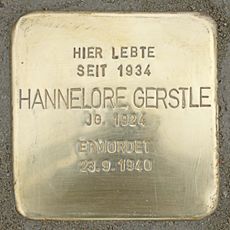 HIER LEBTE
SEIT 1934
HANNELORE GERSTLE
JG. 1924
ERMORDET
23.9.1940